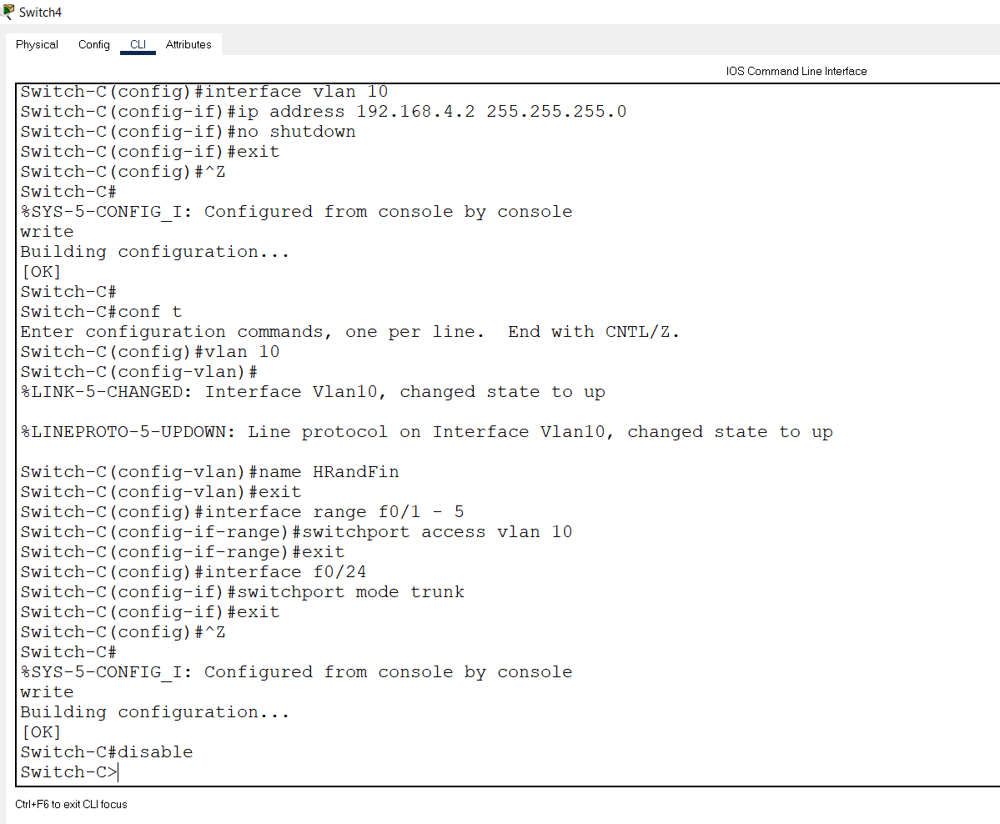 Switch4
Physical Config CLI Attributes
IOS Command Line Interface
Switch-C(config)#interface vlan 10
Switch-C(config-if)#ip address 192.168.4.2 255.255.255.0
Switch-C(config-if)#no shutdown
Switch-C(config-if)#exit
Switch-C(config)#^Z
Switch-C#
%SYS-5-CONFIG_I: Configured from console by console
write
Building configuration...
[OK]
Switch-C#
Switch-C#conf t
Enter configuration commands, one per line.  End with CNTL/Z.
Switch-C(config)#vlan 10
Switch-C(config-vlan)#
%LINK-5-CHANGED: Interface Vlan10, changed state to up
%LINEPROTO-5-UPDOWN: Line protocol on Interface Vlan10, changed state to up
Switch-C(config-vlan)#name HRandFin
Switch-C(config-vlan)#exit
Switch-C(config)#interface range f0/1 - 5
Switch-C(config-if-range)#switchport access vlan 10
Switch-C(config-if-range)#exit
Switch-C(config)#interface f0/24
Switch-C(config-if)#switchport mode trunk
Switch-C(config-if)#exit
Switch-C(config)#^Z
Switch-C#
%SYS-5-CONFIG_I: Configured from console by console
write
Building configuration...
[OK]
Switch-C#disable
Switch-C>
Ctrl+F6 to exit CLI focus